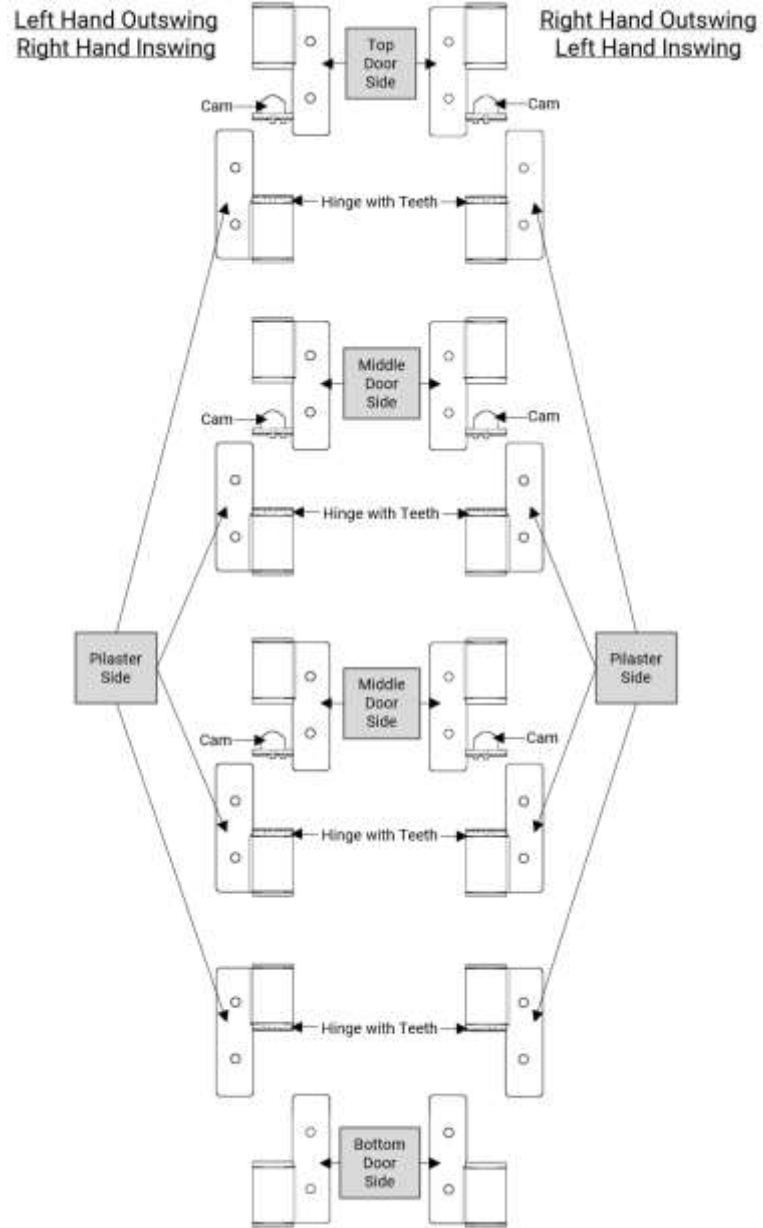 Left Hand Outswing
Right Hand Inswing
Right Hand Outswing
Left Hand Inswing
Top
Door
Side
Cam
Cam
Hinge with Teeth
Middle
Door
Side
Cam
Cam
Hinge with Teeth
Pilaster
Side
Middle
Door
Side
Pilaster
Side
Cam
Cam
Hinge with Teeth
Hinge with Teeth
Bottom
Door
Side